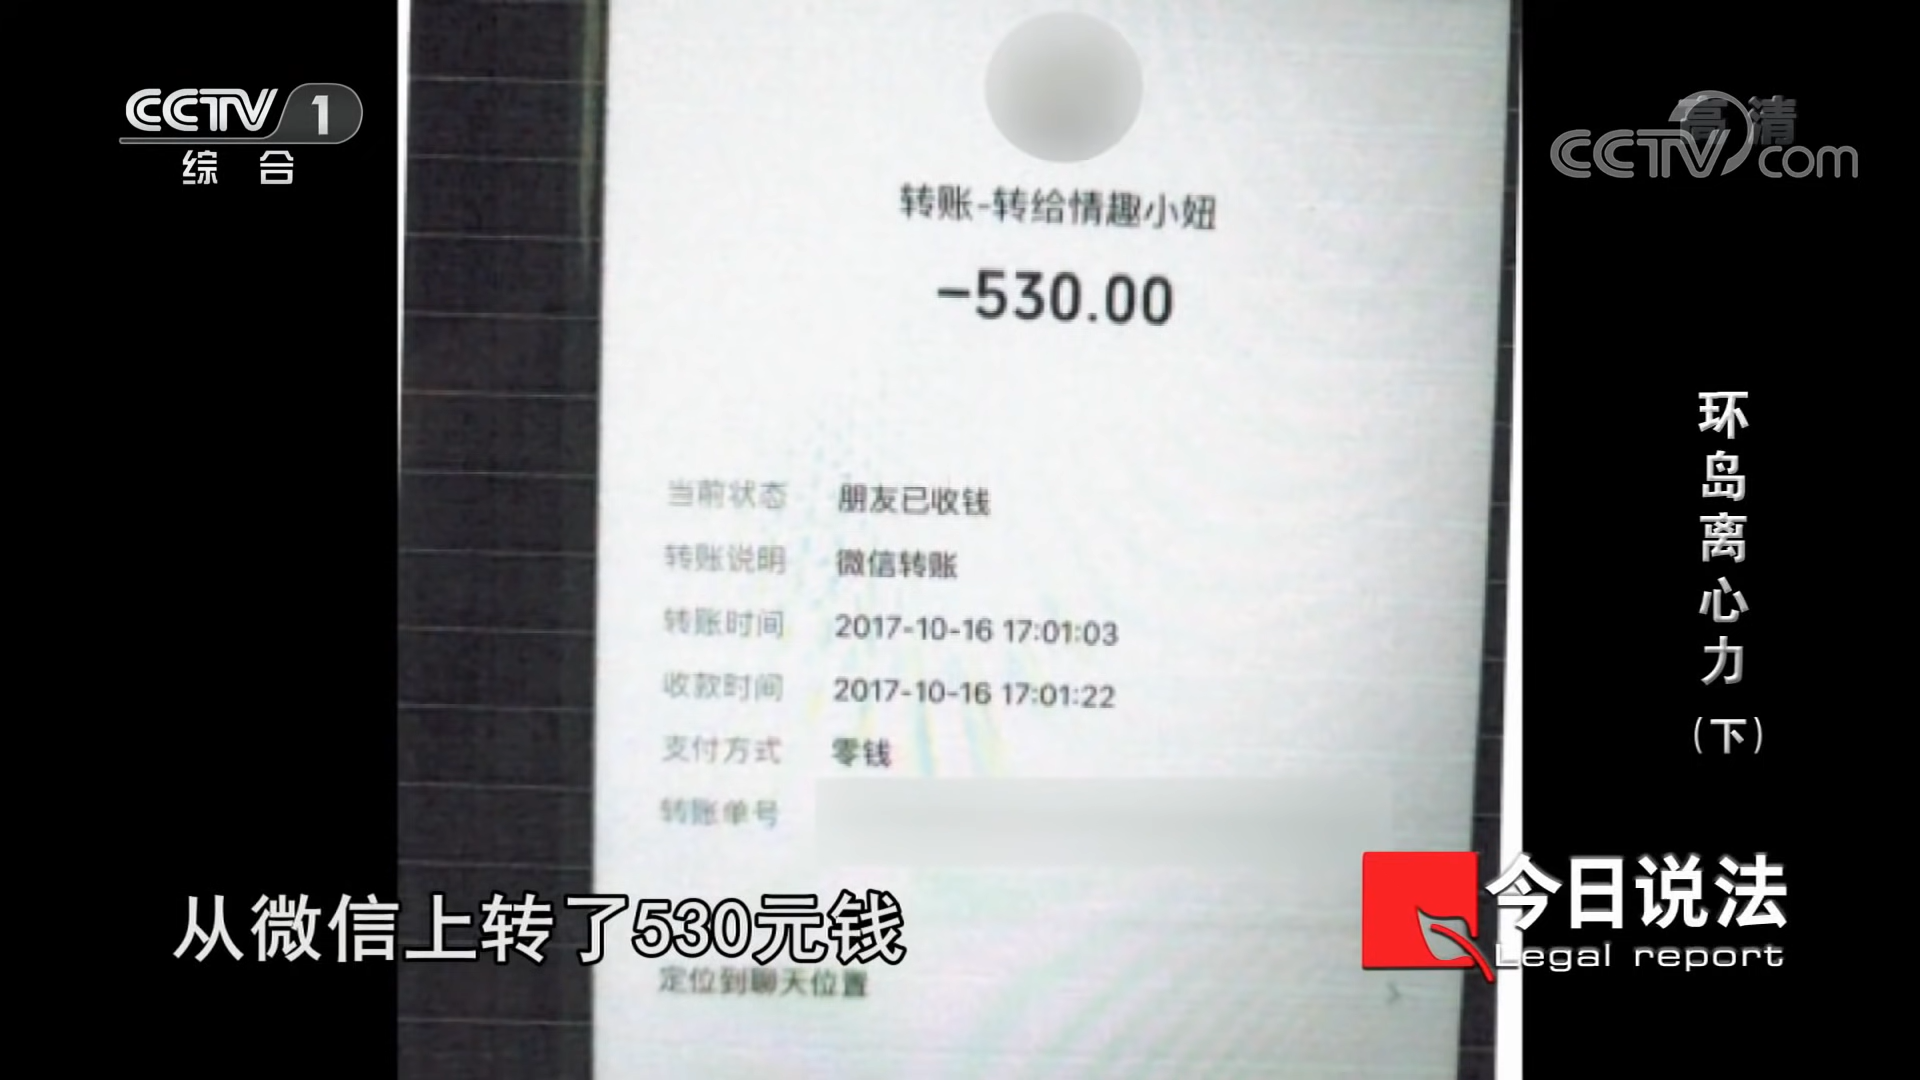 CCTV 1
综合
高清
CCTV com
转账-转给情趣小妞
-530.00
当前状态 朋友已收钱
转账说明 微信转账
转账时间 2017-10-16 17:01:03
收款时间 2017-10-16 17:01:22
支付方式 零钱
转账单号
定位到聊天位置
环岛离心力
(下)
从微信上转了530元钱
今日说法
Legal report